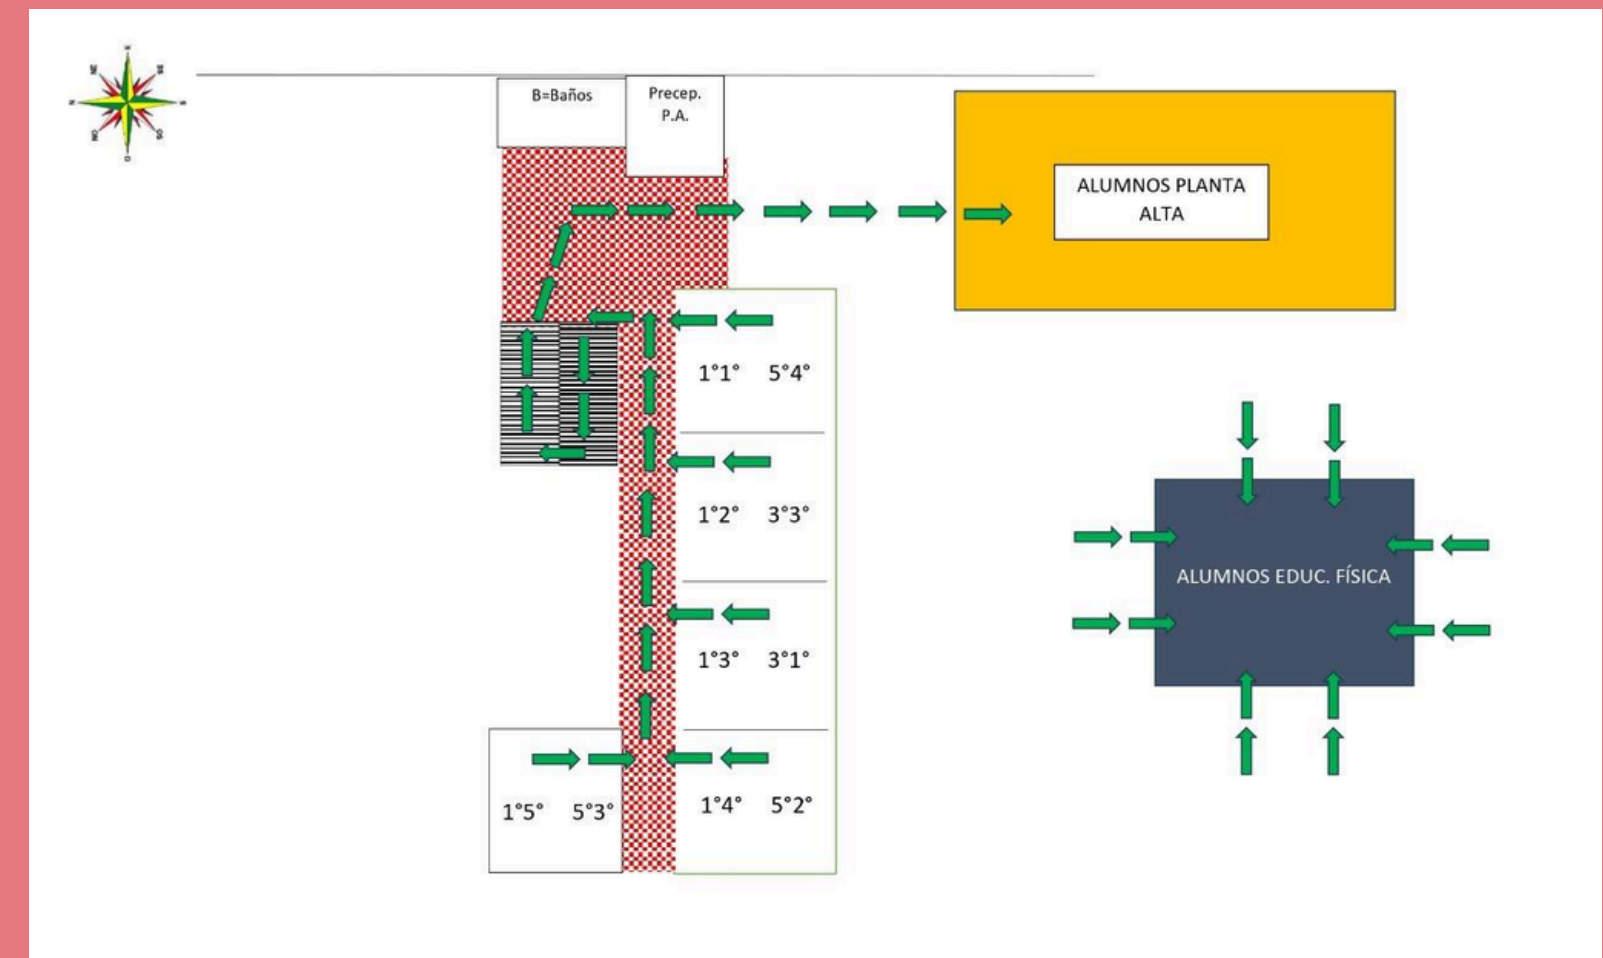 B=Baños
Precep.
P.A.
ALUMNOS PLANTA
ALTA
1°1° 5°4°
1°2° 3°3°
ALUMNOS EDUC. FÍSICA
1°3° 3°1°
1°5° 5°3°
1°4° 5°2°